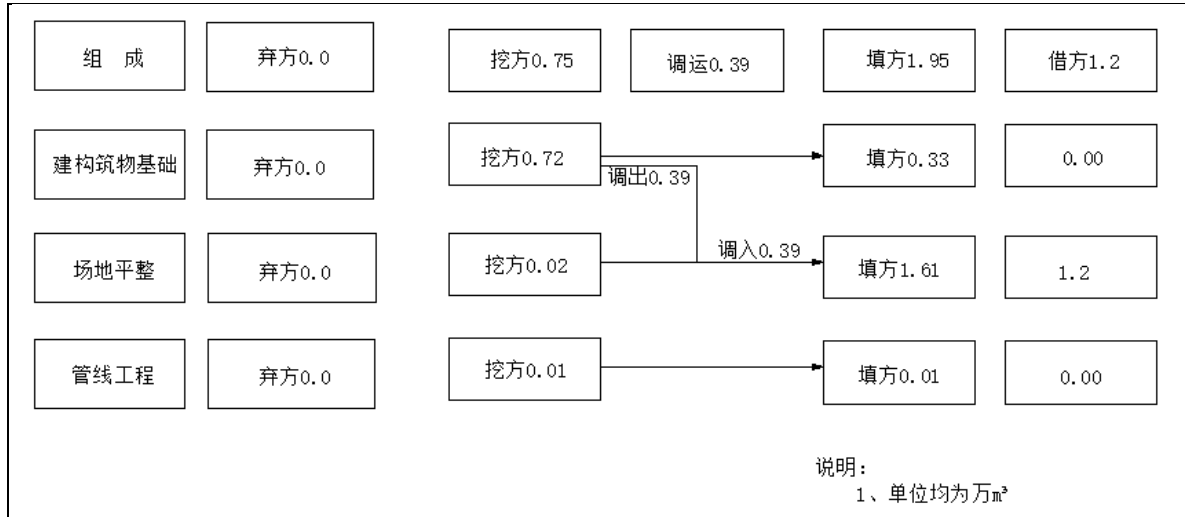 组 成 弃方0.0 挖方0.75 调运0.39 填方1.95 借方1.2
建构筑物基础 弃方0.0 挖方0.72 填方0.33 0.00
调出0.39
场地平整 弃方0.0 挖方0.02 调入0.39 填方1.61 1.2
管线工程 弃方0.0 挖方0.01 填方0.01 0.00
说明：
1、单位均为万m³